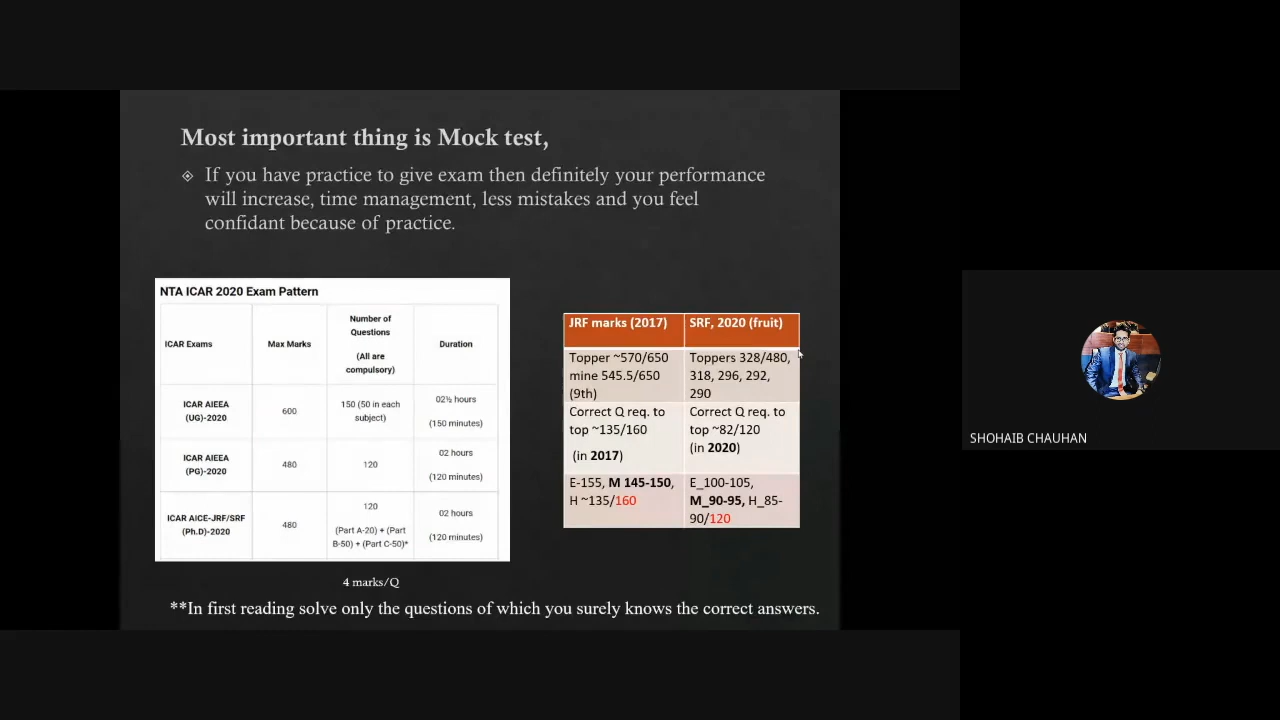 Most important thing is Mock test,
If you have practice to give exam then definitely your performance
will increase, time management, less mistakes and you feel
confidant because of practice.
NTA ICAR 2020 Exam Pattern
ICAR Exams
Max Marks
Number of
Questions
(All are
compulsory)
Duration
ICAR AIEEA
(UG)-2020
600
150 (50 in each
subject)
02½ hours
(150 minutes)
ICAR AIEEA
(PG)-2020
480
120
02 hours
(120 minutes)
ICAR AICE-JRF/SRF
(Ph.D)-2020
480
120
(Part A-20) + (Part
B-50) + (Part C-50)*
02 hours
(120 minutes)
4 marks/Q
JRF marks (2017)
SRF, 2020 (fruit)
Topper ~570/650
mine 545.5/650
(9th)
Toppers 328/480,
318, 296, 292,
290
Correct Q req. to
top ~135/160
(in 2017)
Correct Q req. to
top ~82/120
(in 2020)
E-155, M 145-150,
H ~135/160
E_100-105,
M_90-95, H_85-
90/120
**In first reading solve only the questions of which you surely knows the correct answers.
SHOHAIB CHAUHAN